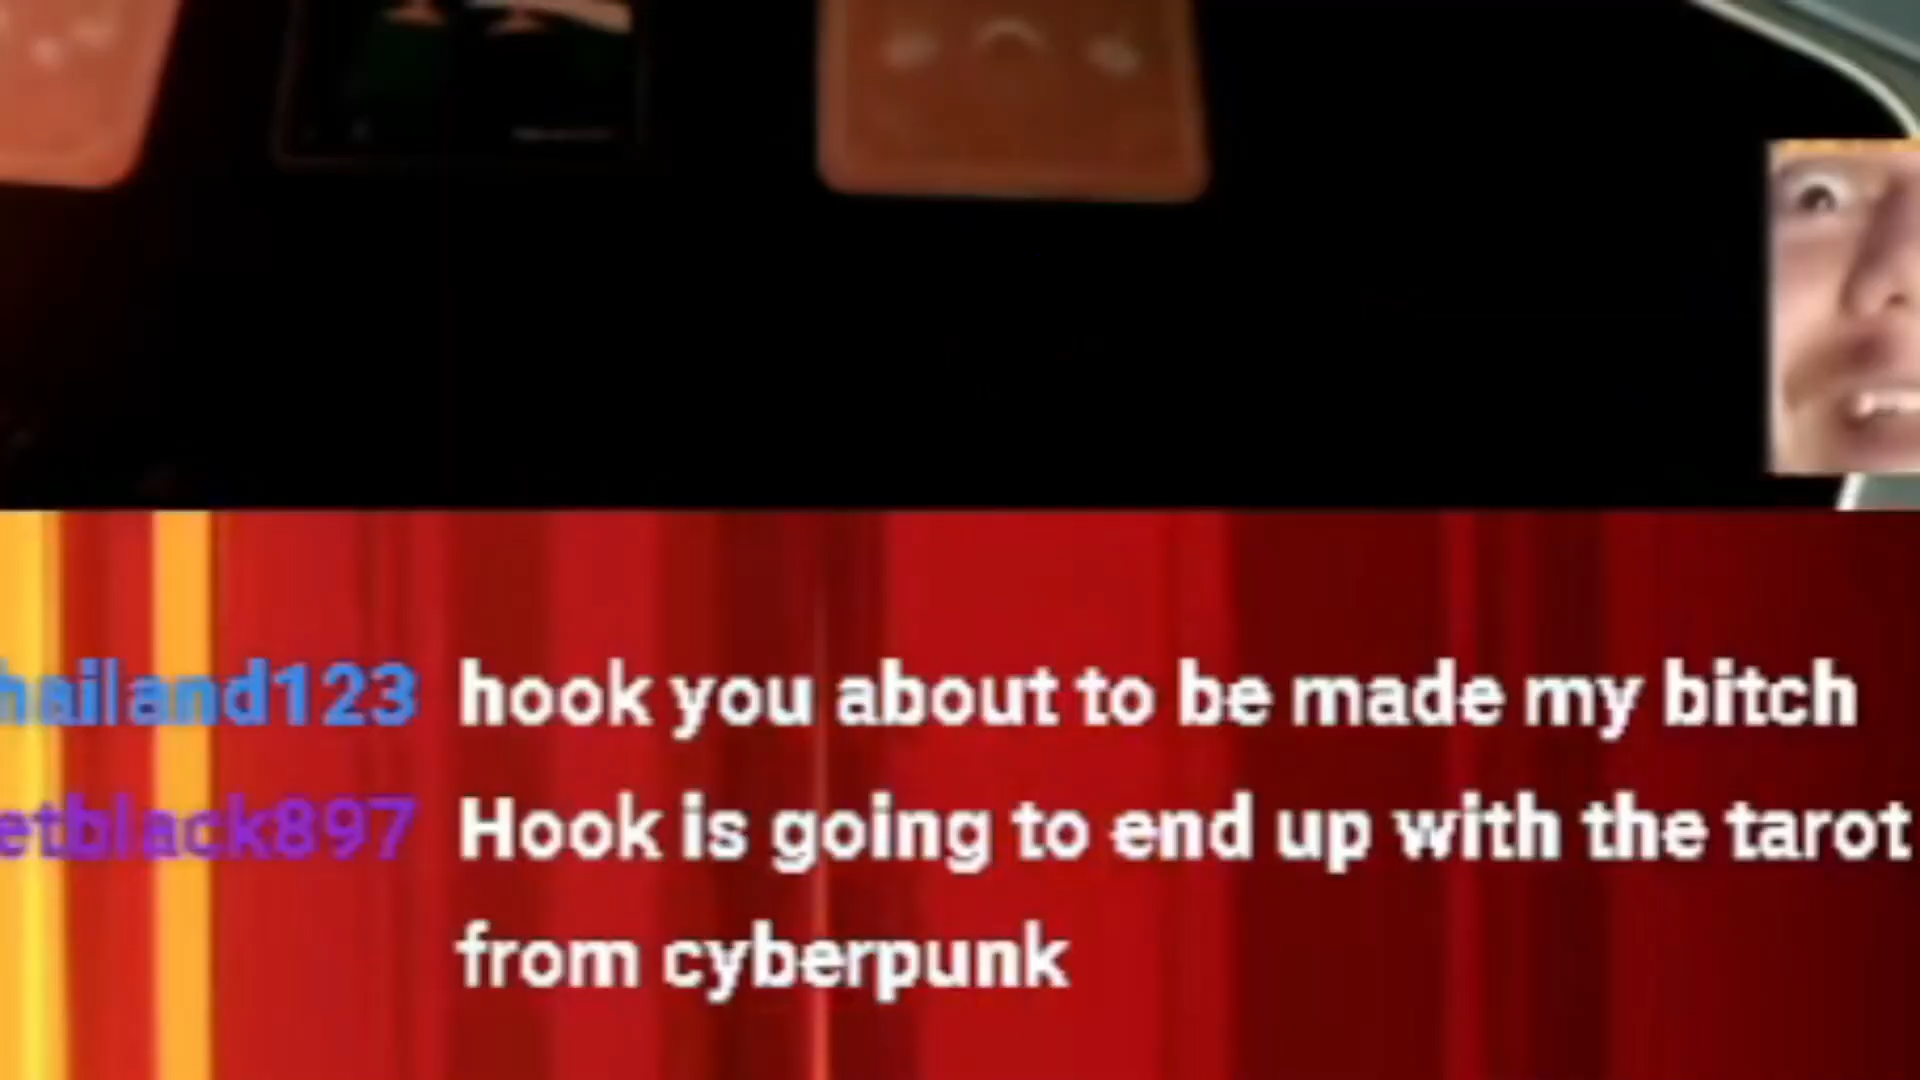 hailand123 hook you about to be made my bitch
etblack897 Hook is going to end up with the tarot
from cyberpunk